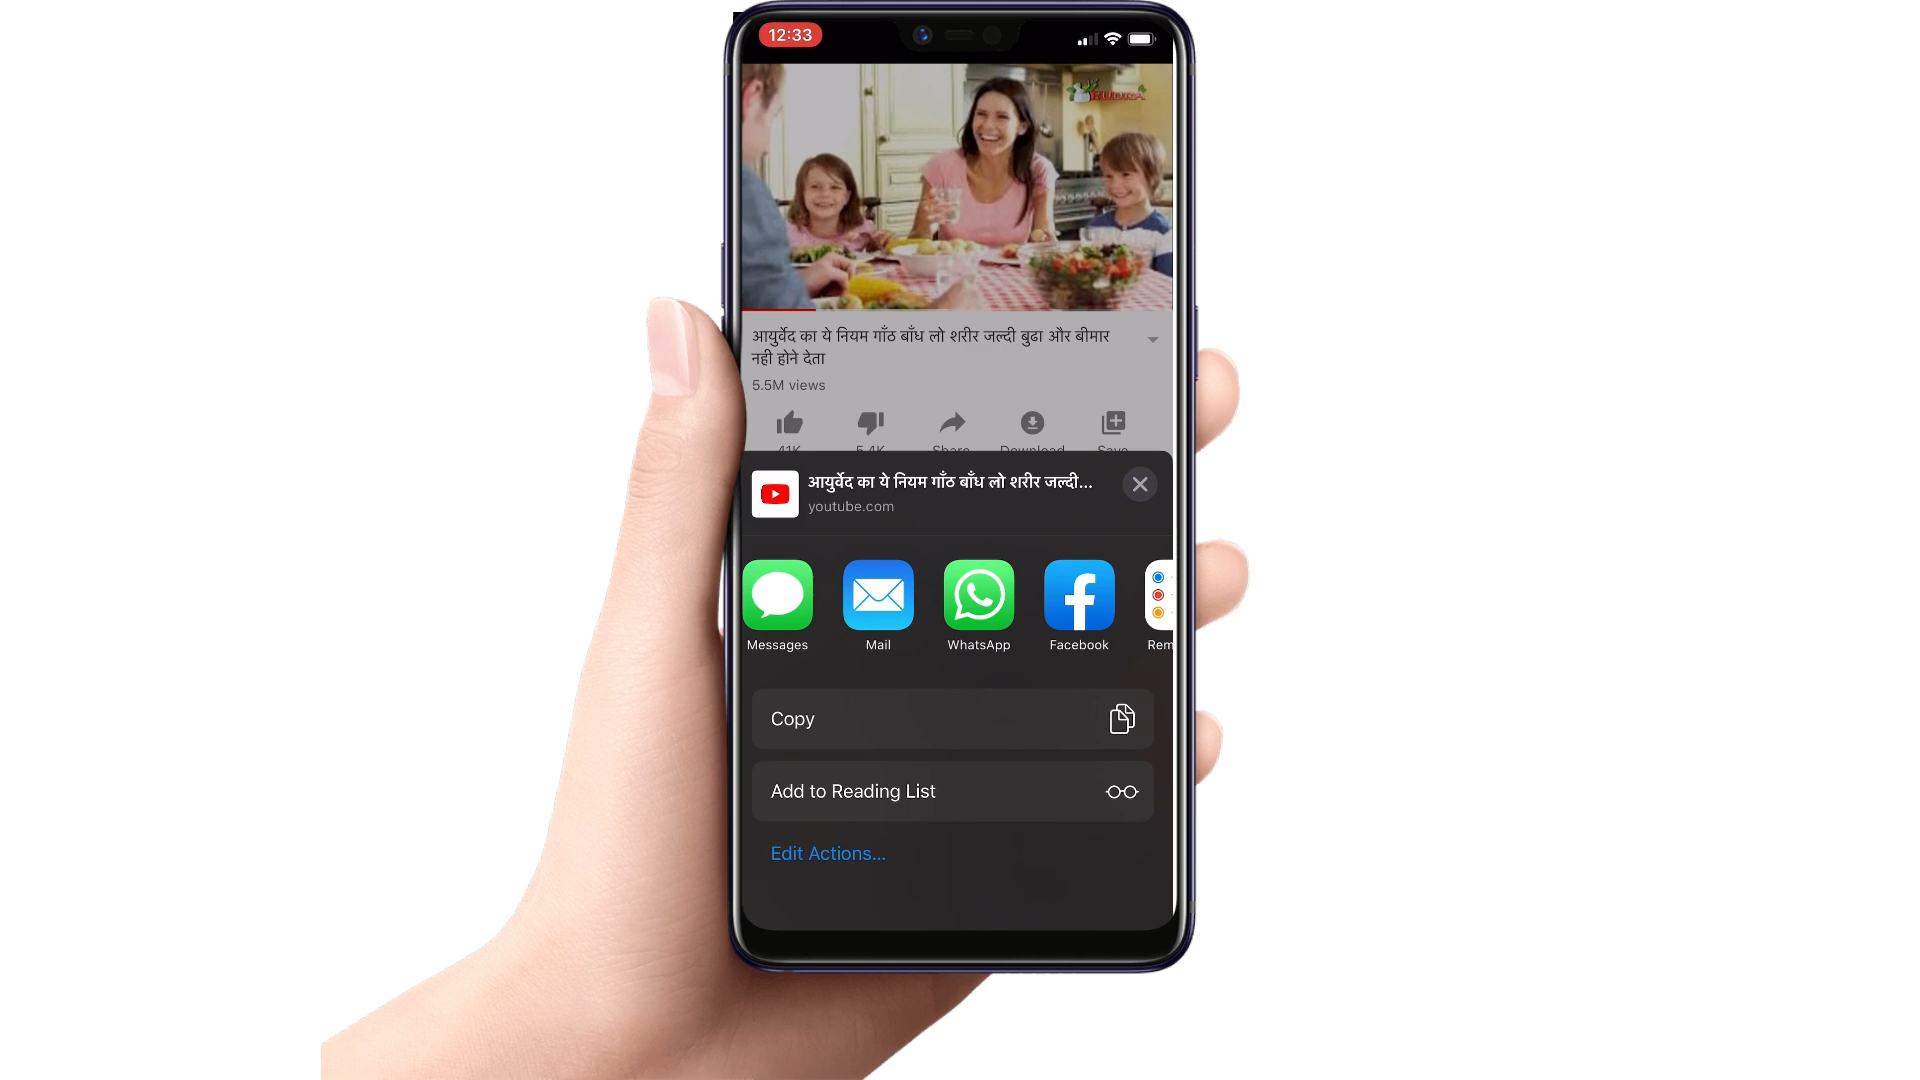 12:33
RUDRA
आयुर्वेद का ये नियम गाँठ बाँध लो शरीर जल्दी बुढा और बीमार
नही होने देता
5.5M views
41K 5.4K Share Download Save
आयुर्वेद का ये नियम गाँठ बाँध लो शरीर जल्दी...
youtube.com
Messages Mail WhatsApp Facebook Rem
Copy
Add to Reading List
Edit Actions...